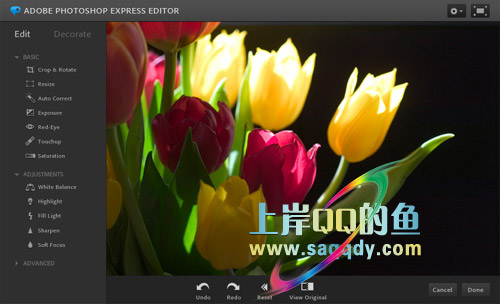 ADOBE PHOTOSHOP EXPRESS EDITOR
Edit
Decorate
BASIC
Crop & Rotate
Resize
Auto Correct
Exposure
Red-Eye
Touchup
Saturation
ADJUSTMENTS
White Balance
Highlight
Fill Light
Sharpen
Soft Focus
ADVANCED
上岸QQ的鱼
www.saqqdy.com
Undo
Redo
Reset
View Original
Cancel
Done